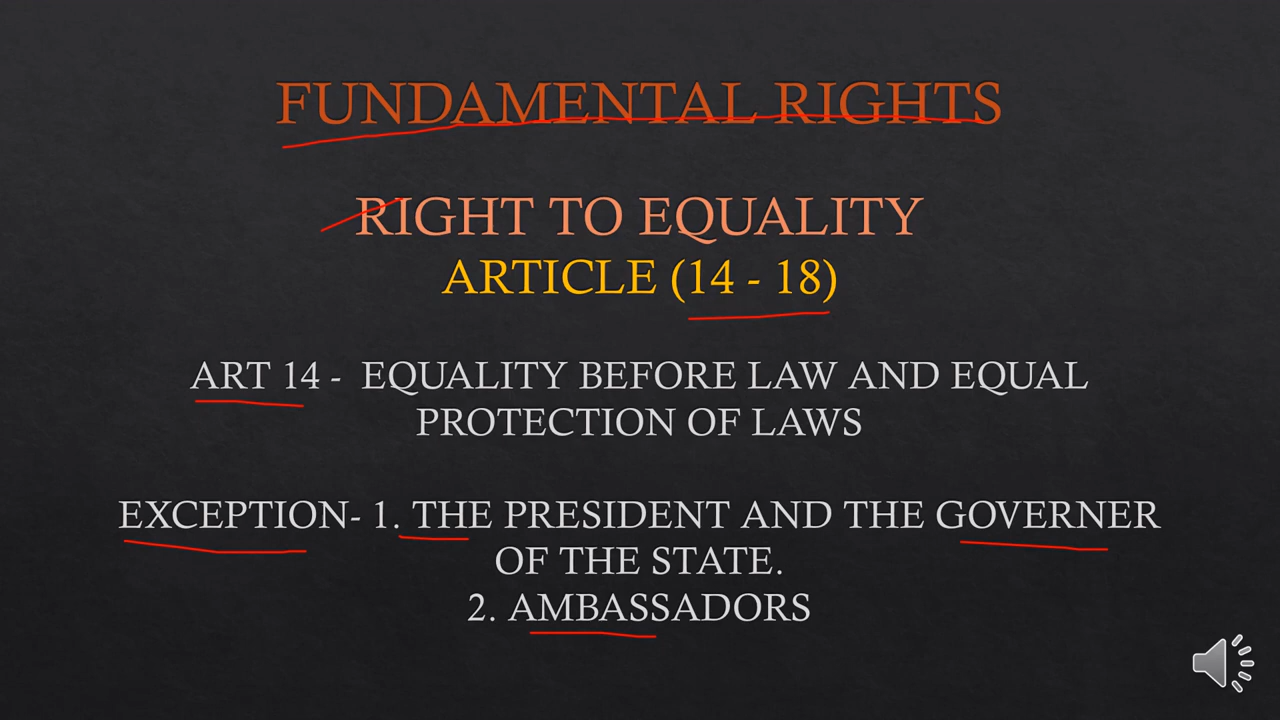 FUNDAMENTAL RIGHTS
RIGHT TO EQUALITY
ARTICLE (14 - 18)
ART 14 - EQUALITY BEFORE LAW AND EQUAL
PROTECTION OF LAWS
EXCEPTION- 1. THE PRESIDENT AND THE GOVERNER
OF THE STATE.
2. AMBASSADORS